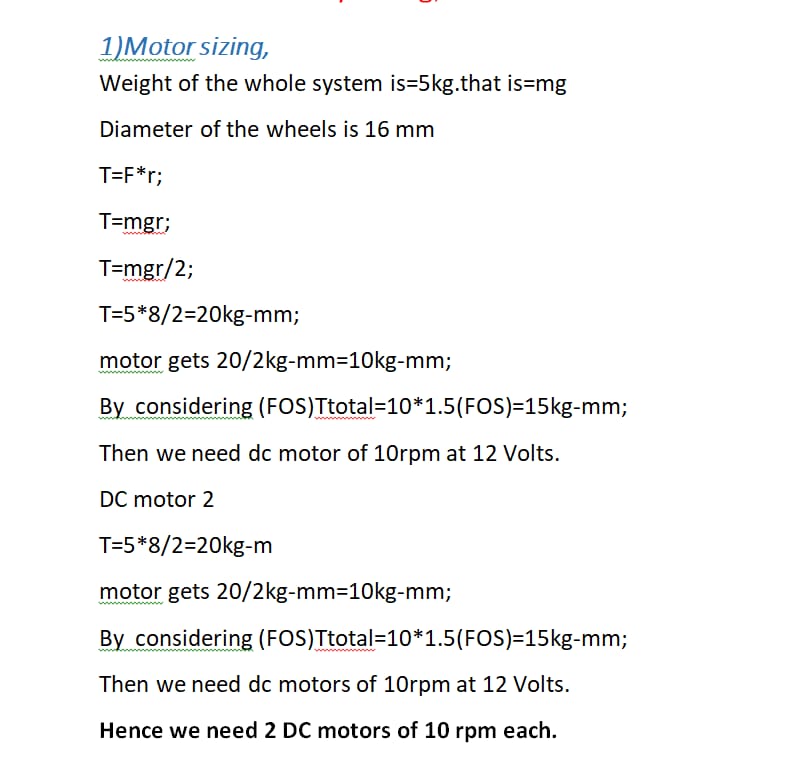 1)Motor sizing,
Weight of the whole system is=5kg.that is=mg
Diameter of the wheels is 16 mm
T=F*r;
T=mgr;
T=mgr/2;
T=5*8/2=20kg-mm;
motor gets 20/2kg-mm=10kg-mm;
By considering (FOS)Ttotal=10*1.5(FOS)=15kg-mm;
Then we need dc motor of 10rpm at 12 Volts.
DC motor 2
T=5*8/2=20kg-m
motor gets 20/2kg-mm=10kg-mm;
By considering (FOS)Ttotal=10*1.5(FOS)=15kg-mm;
Then we need dc motors of 10rpm at 12 Volts.
Hence we need 2 DC motors of 10 rpm each.